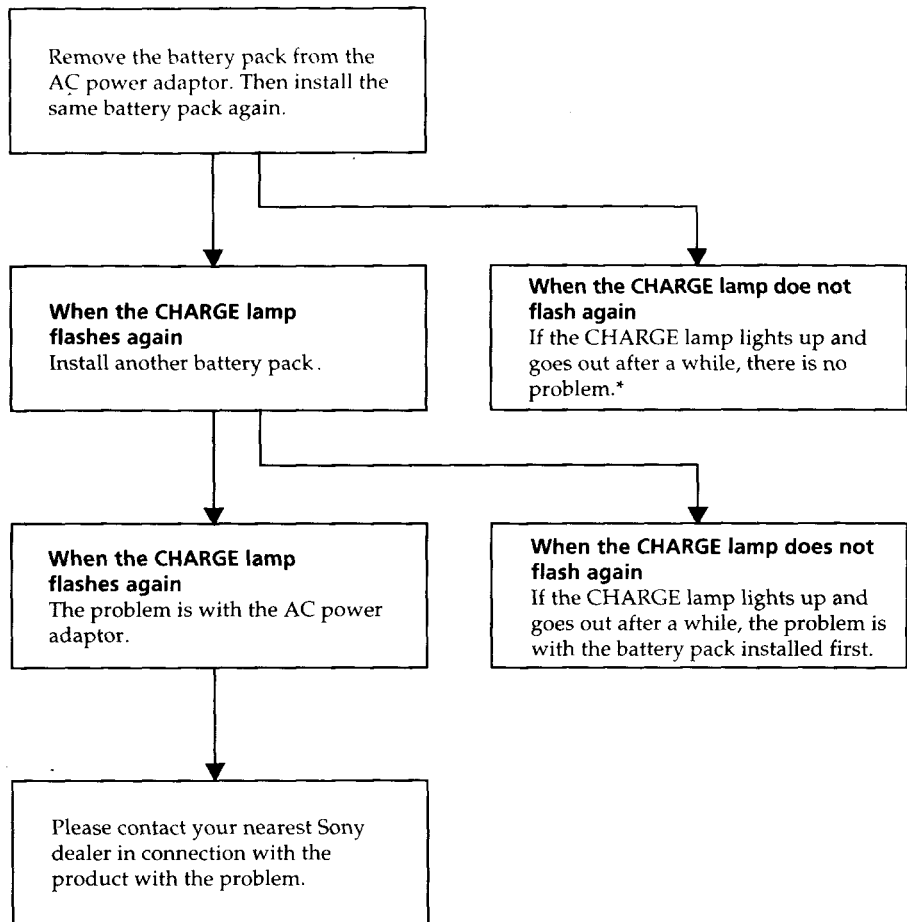 Remove the battery pack from the
AC power adaptor. Then install the
same battery pack again.
When the CHARGE lamp
flashes again
Install another battery pack.
When the CHARGE lamp doe not
flash again
If the CHARGE lamp lights up and
goes out after a while, there is no
problem.*
When the CHARGE lamp
flashes again
The problem is with the AC power
adaptor.
When the CHARGE lamp does not
flash again
If the CHARGE lamp lights up and
goes out after a while, the problem is
with the battery pack installed first.
Please contact your nearest Sony
dealer in connection with the
product with the problem.